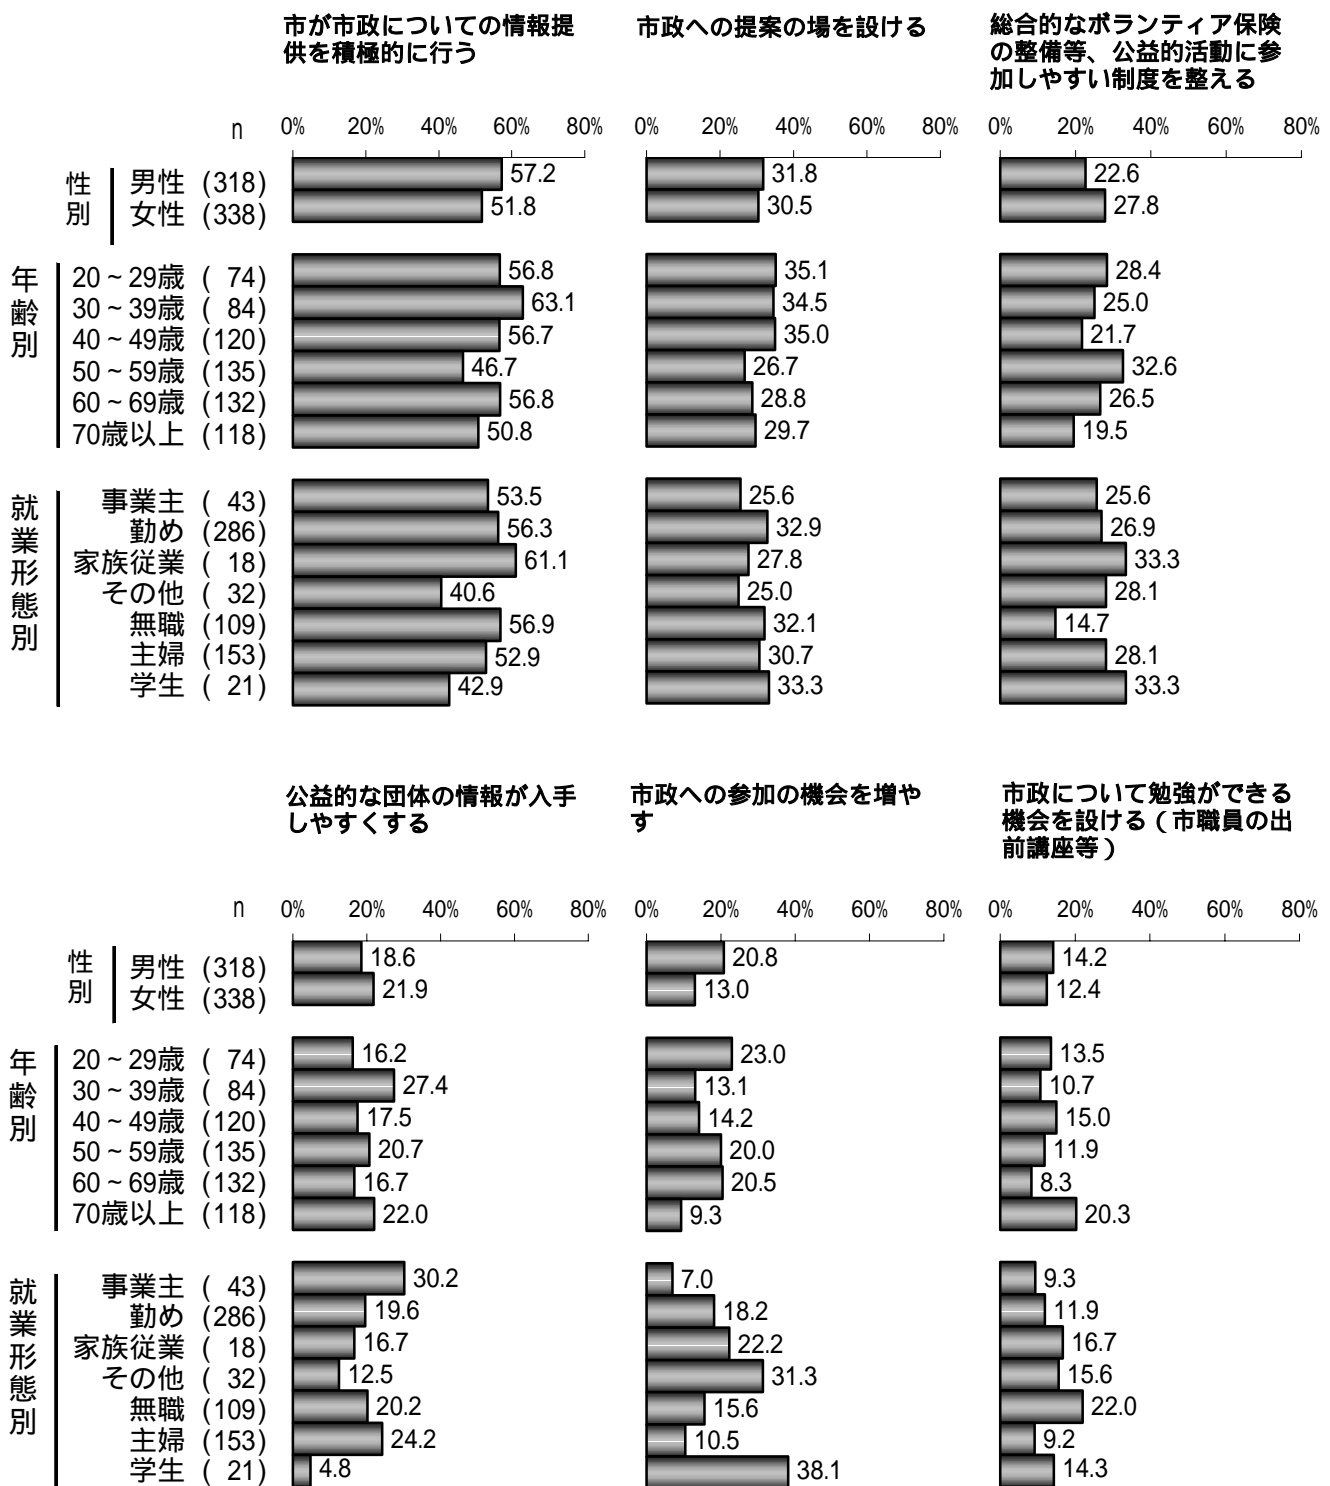 市が市政についての情報提
供を積極的に行う
市政への提案の場を設ける
総合的なボランティア保険
の整備等、公益的活動に参
加しやすい制度を整える
n 0% 20% 40% 60% 80% 0% 20% 40% 60% 80% 0% 20% 40% 60% 80%
性別
男性 (318) 57.2 31.8 22.6
女性 (338) 51.8 30.5 27.8
年齢別
20～29歳 ( 74) 56.8 35.1 28.4
30～39歳 ( 84) 63.1 34.5 25.0
40～49歳 (120) 56.7 35.0 21.7
50～59歳 (135) 46.7 26.7 32.6
60～69歳 (132) 56.8 28.8 26.5
70歳以上 (118) 50.8 29.7 19.5
就業形態別
事業主 ( 43) 53.5 25.6 25.6
勤め (286) 56.3 32.9 26.9
家族従業 ( 18) 61.1 27.8 33.3
その他 ( 32) 40.6 25.0 28.1
無職 (109) 56.9 32.1 14.7
主婦 (153) 52.9 30.7 28.1
学生 ( 21) 42.9 33.3 33.3
公益的な団体の情報が入手
しやすくする
市政への参加の機会を増や
す
市政について勉強ができる
機会を設ける（市職員の出
前講座等）
n 0% 20% 40% 60% 80% 0% 20% 40% 60% 80% 0% 20% 40% 60% 80%
性別
男性 (318) 18.6 20.8 14.2
女性 (338) 21.9 13.0 12.4
年齢別
20～29歳 ( 74) 16.2 23.0 13.5
30～39歳 ( 84) 27.4 13.1 10.7
40～49歳 (120) 17.5 14.2 15.0
50～59歳 (135) 20.7 20.0 11.9
60～69歳 (132) 16.7 20.5 8.3
70歳以上 (118) 22.0 9.3 20.3
就業形態別
事業主 ( 43) 30.2 7.0 9.3
勤め (286) 19.6 18.2 11.9
家族従業 ( 18) 16.7 22.2 16.7
その他 ( 32) 12.5 31.3 15.6
無職 (109) 20.2 15.6 22.0
主婦 (153) 24.2 10.5 9.2
学生 ( 21) 4.8 38.1 14.3